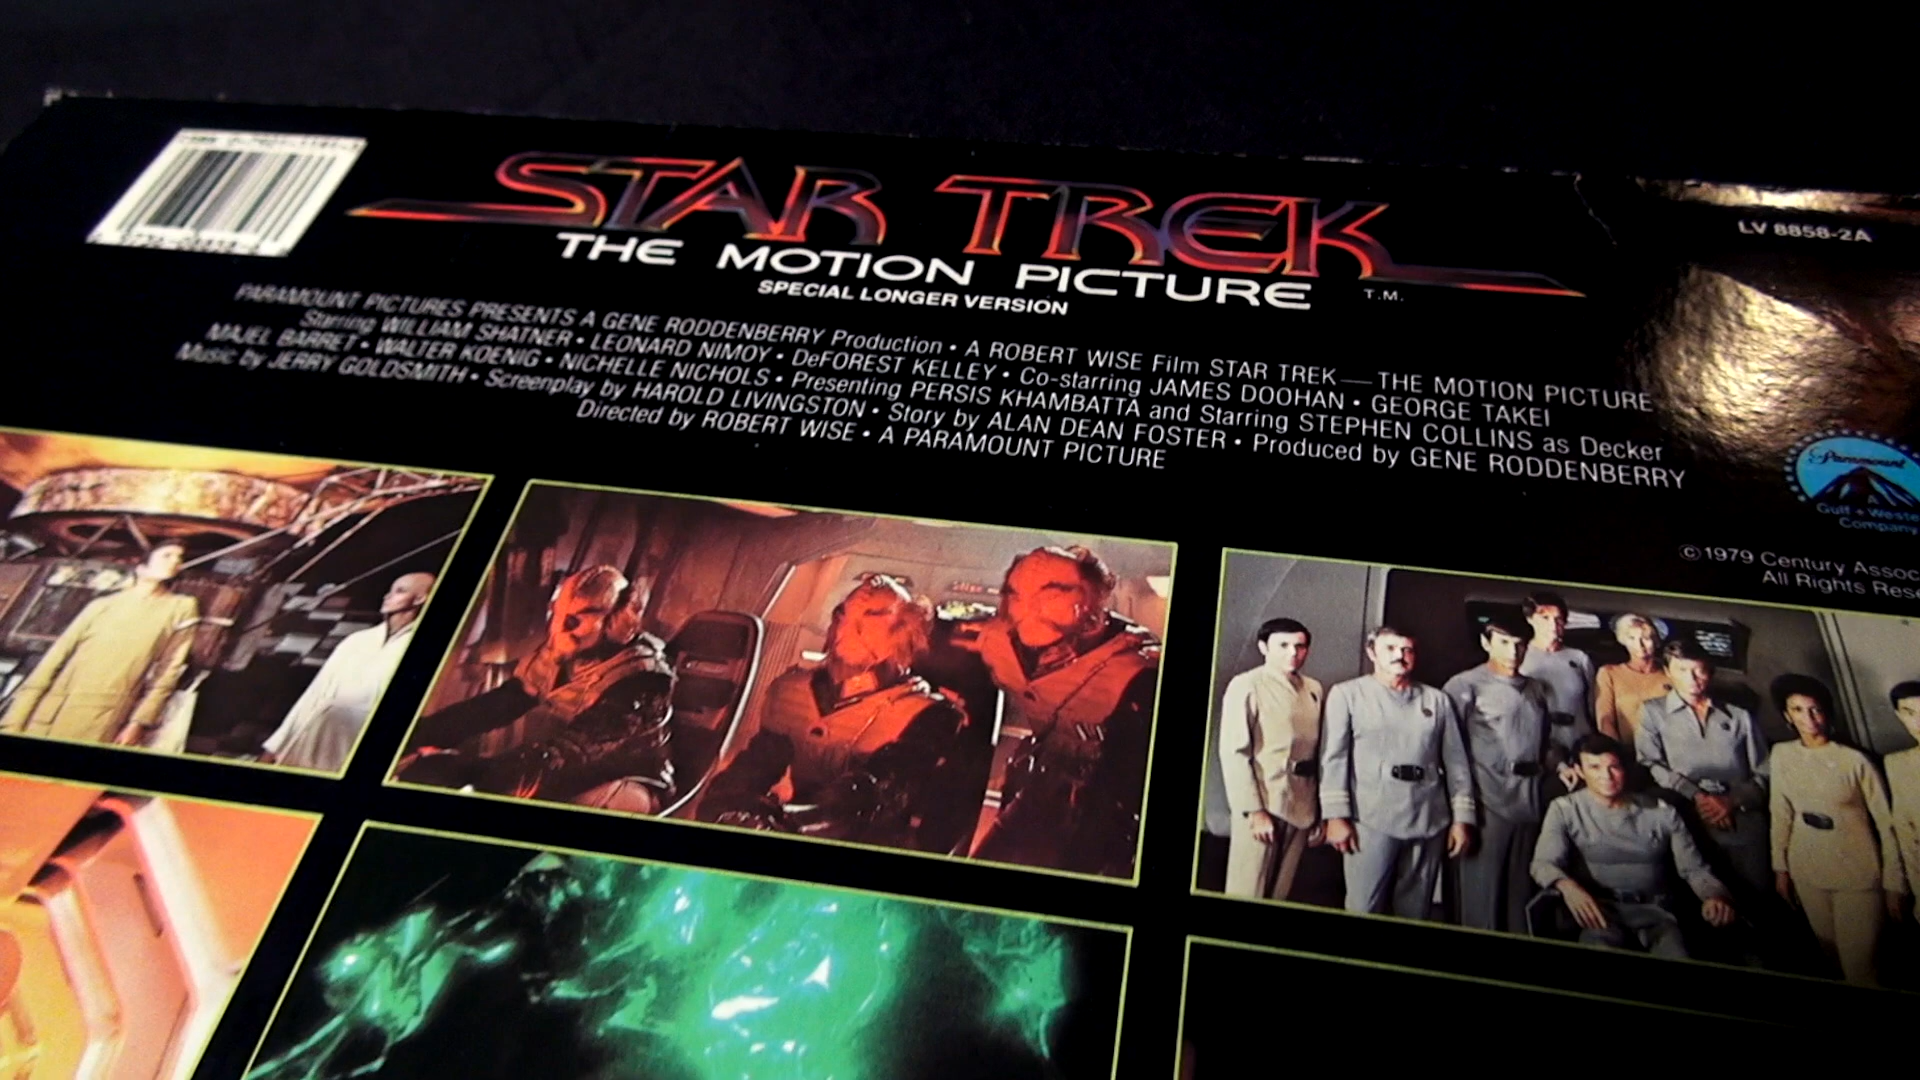 STAR TREK
THE MOTION PICTURE T.M.
SPECIAL LONGER VERSION
LV 8858-2A
PARAMOUNT PICTURES PRESENTS A GENE RODDENBERRY Production • A ROBERT WISE Film STAR TREK—THE MOTION PICTURE
Starring WILLIAM SHATNER • LEONARD NIMOY • DeFOREST KELLEY • Co-starring JAMES DOOHAN • GEORGE TAKEI
MAJEL BARRET • WALTER KOENIG • NICHELLE NICHOLS • Presenting PERSIS KHAMBATTA and Starring STEPHEN COLLINS as Decker
Music by JERRY GOLDSMITH • Screenplay by HAROLD LIVINGSTON • Story by ALAN DEAN FOSTER • Produced by GENE RODDENBERRY
Directed by ROBERT WISE • A PARAMOUNT PICTURE
Paramount
A
Gulf + Weste
Company
©1979 Century Assoc
All Rights Rese